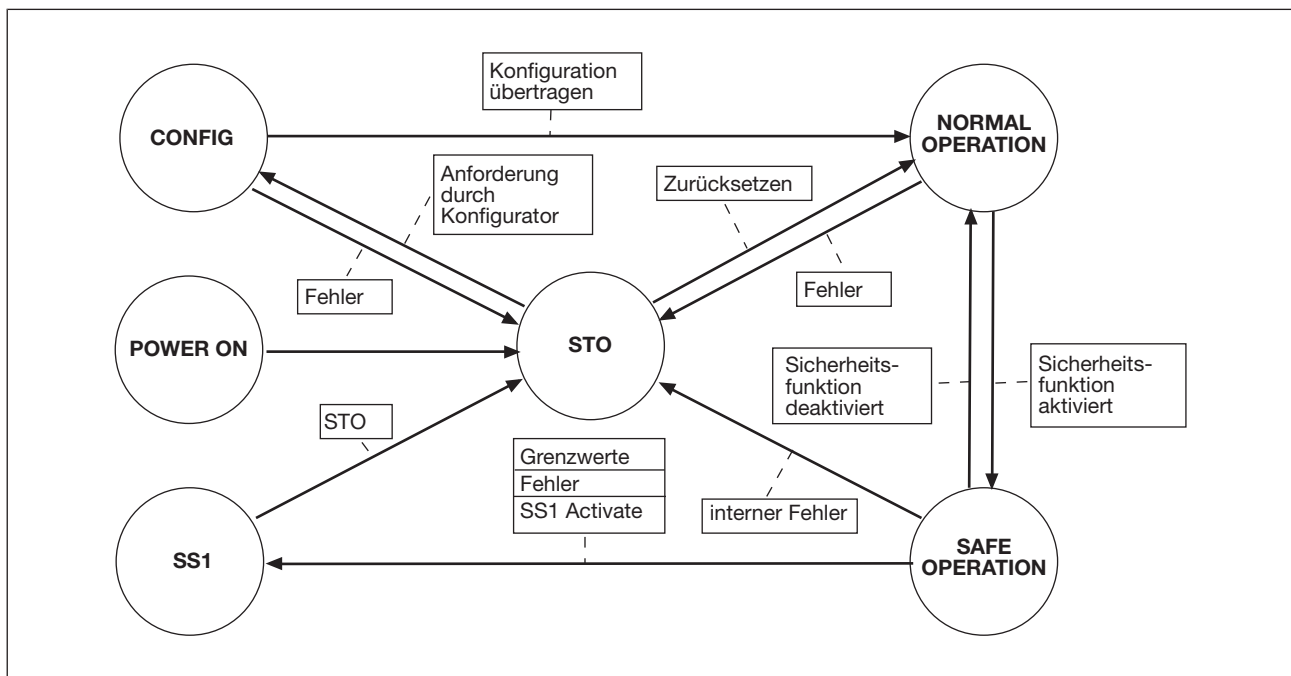 Konfiguration
übertragen
CONFIG
NORMAL
OPERATION
Anforderung
durch
Konfigurator
Zurücksetzen
Fehler
Fehler
POWER ON
STO
Sicherheits-
funktion
deaktiviert
Sicherheits-
funktion
aktiviert
STO
Grenzwerte
Fehler
SS1 Activate
interner Fehler
SS1
SAFE
OPERATION